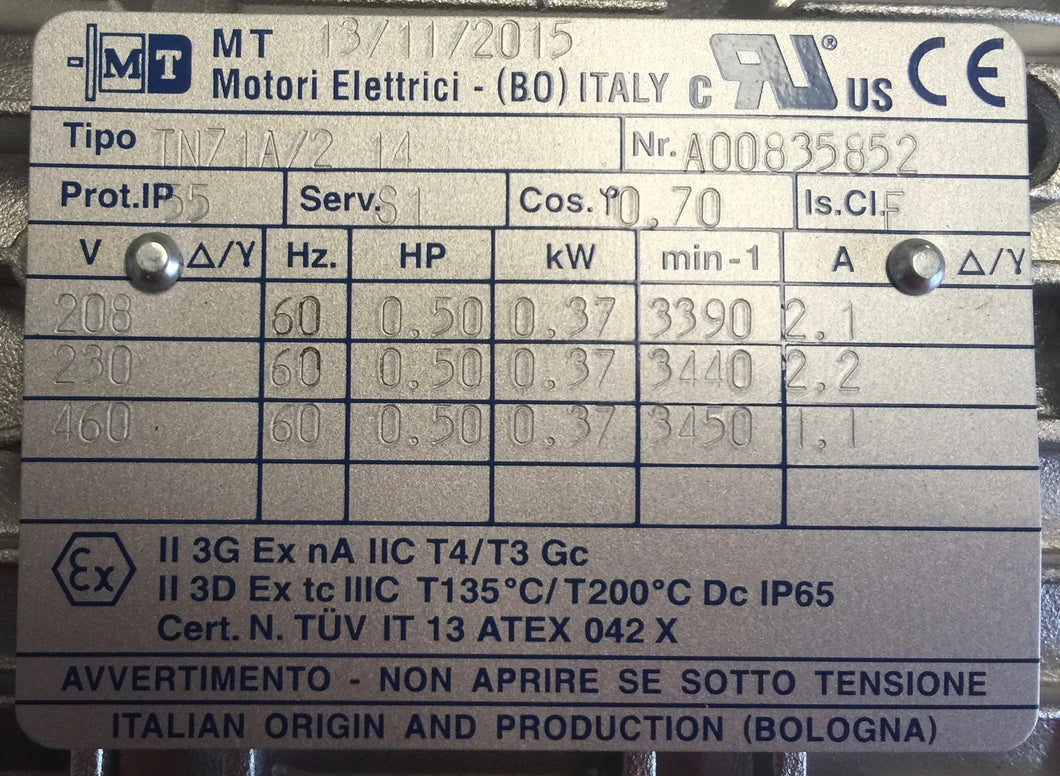 MT MT 13/11/2015
Motori Elettrici - (BO) ITALY c RU® US CE
Tipo TN71A/2 14 Nr. A00835852
Prot.IP 55 Serv. S1 Cos.φ 0,70 Is.Cl. F
V Δ/Y Hz. HP kW min-1 A Δ/Y
208 60 0,50 0,37 3390 2,1
230 60 0,50 0,37 3440 2,2
460 60 0,50 0,37 3450 1,1
Ex II 3G Ex nA IIC T4/T3 Gc
II 3D Ex tc IIIC T135°C/T200°C Dc IP65
Cert. N. TÜV IT 13 ATEX 042 X
AVVERTIMENTO - NON APRIRE SE SOTTO TENSIONE
ITALIAN ORIGIN AND PRODUCTION (BOLOGNA)